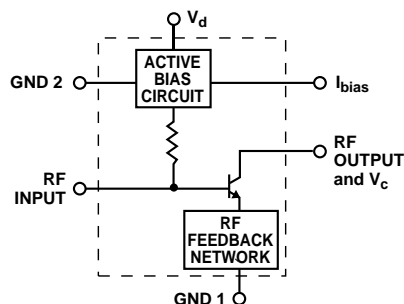 Vd
ACTIVE
BIAS
CIRCUIT
GND 2
Ibias
RF
OUTPUT
and Vc
RF
INPUT
RF
FEEDBACK
NETWORK
GND 1